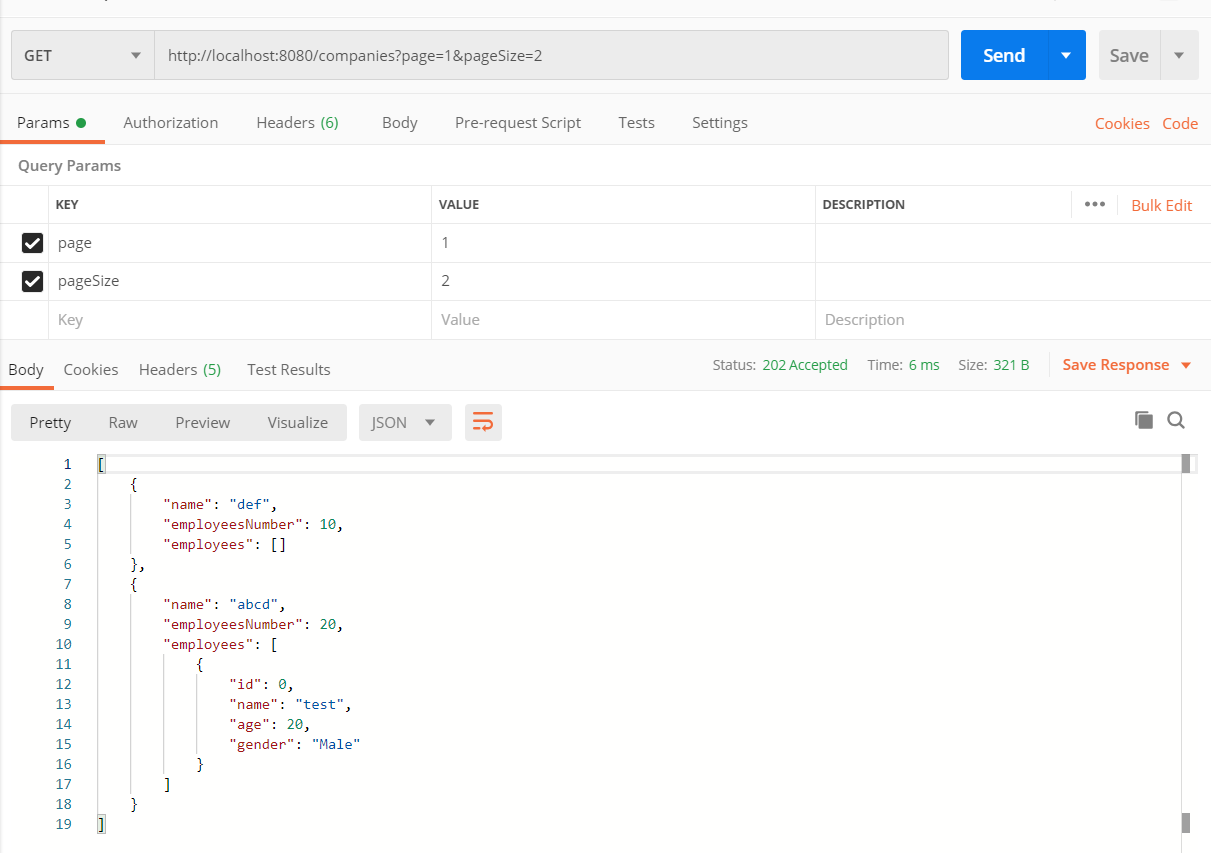 GET http://localhost:8080/companies?page=1&pageSize=2 Send Save
Params Authorization Headers (6) Body Pre-request Script Tests Settings Cookies Code
Query Params
KEY VALUE DESCRIPTION ••• Bulk Edit
page 1
pageSize 2
Key Value Description
Body Cookies Headers (5) Test Results Status: 202 Accepted Time: 6 ms Size: 321 B Save Response
Pretty Raw Preview Visualize JSON
1 [
2 {
3 "name": "def",
4 "employeesNumber": 10,
5 "employees": []
6 },
7 {
8 "name": "abcd",
9 "employeesNumber": 20,
10 "employees": [
11 {
12 "id": 0,
13 "name": "test",
14 "age": 20,
15 "gender": "Male"
16 }
17 ]
18 }
19 ]